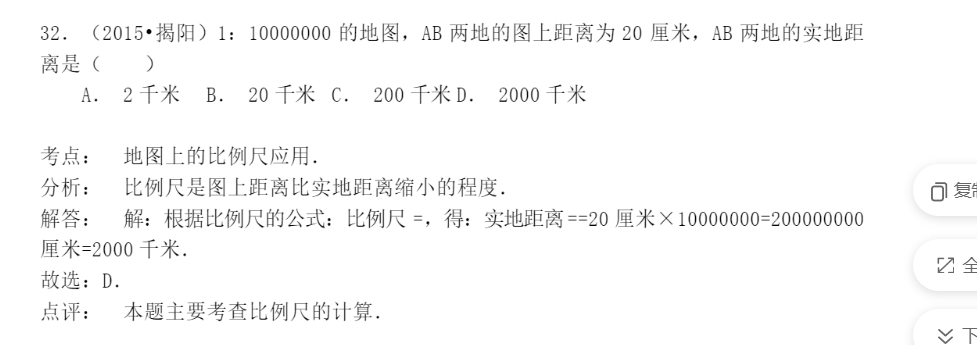 32. （2015•揭阳）1：10000000 的地图，AB 两地的图上距离为 20 厘米，AB 两地的实地距
离是（　　）
A． 2 千米 B． 20 千米 C． 200 千米 D． 2000 千米
考点： 地图上的比例尺应用．
分析： 比例尺是图上距离比实地距离缩小的程度．
解答： 解：根据比例尺的公式：比例尺 =，得：实地距离==20 厘米×10000000=200000000
厘米=2000 千米．
故选：D．
点评： 本题主要考查比例尺的计算．
复制
全
下